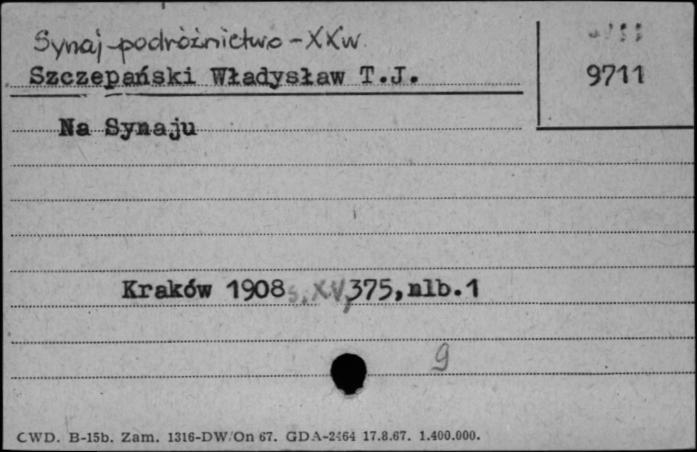 Synaj-podróżnictwo-XXw.
Szczepański Władysław T.J.
9711
Na Synaju
Kraków 1908 s. XV, 375, nlb.1
9
CWD. B-15b. Zam. 1316-DW/On 67. GDA-2464 17.8.67. 1.400.000.